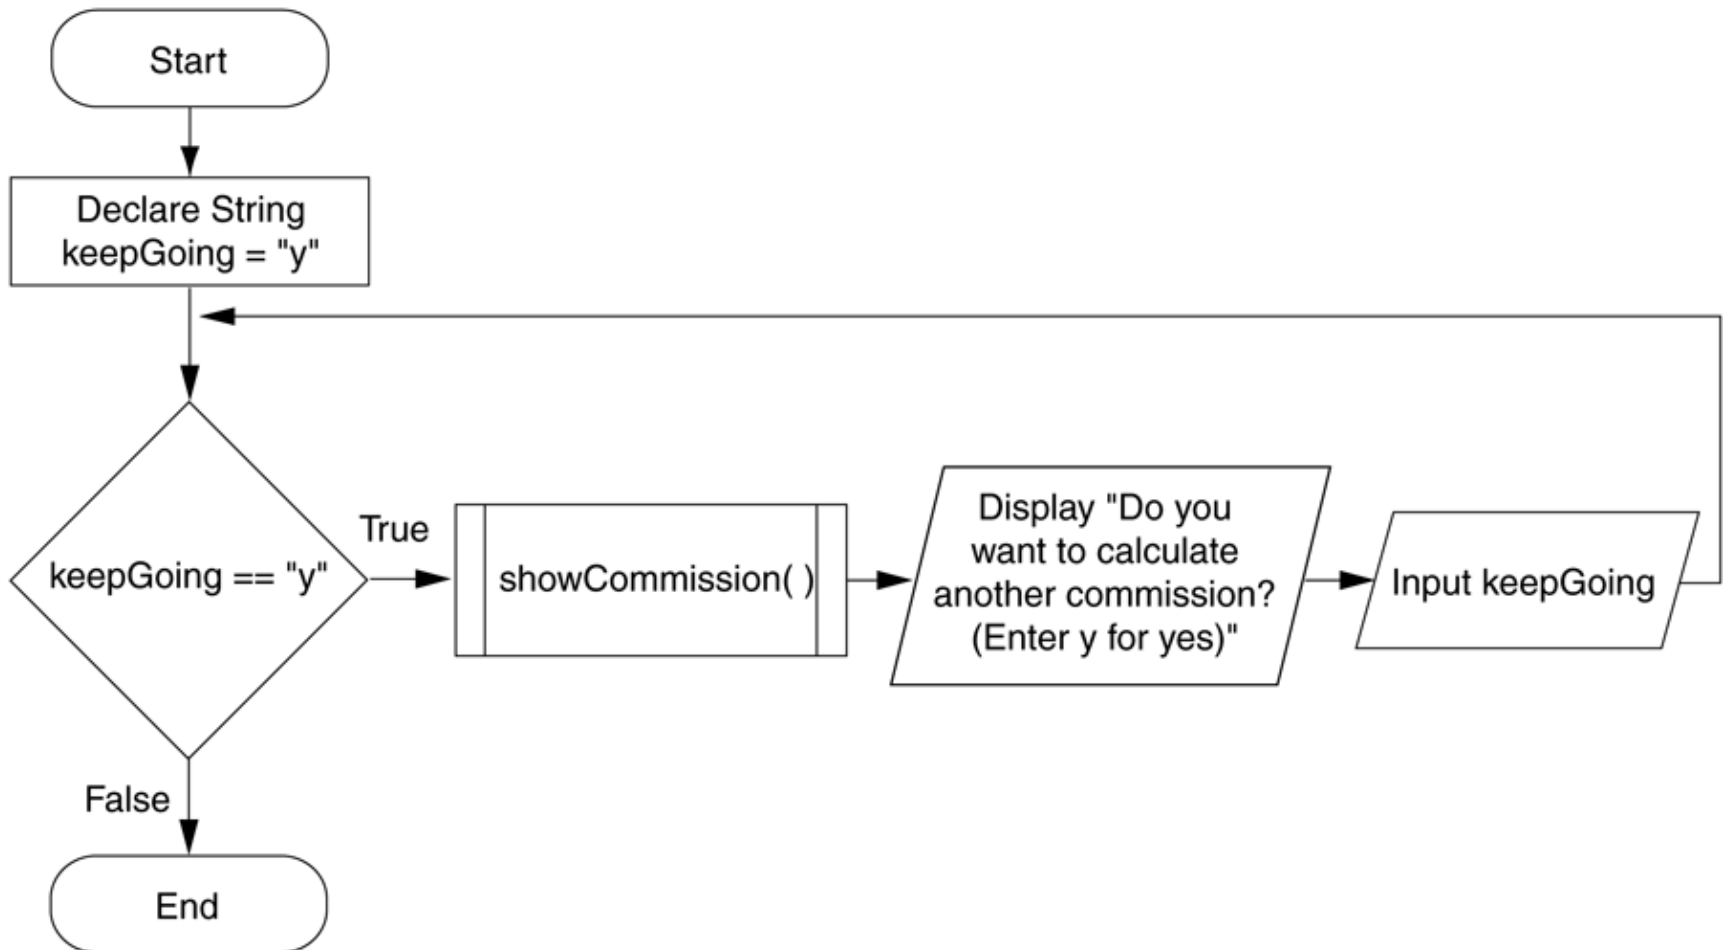 Start
Declare String
keepGoing = "y"
keepGoing == "y"
True
showCommission( )
Display "Do you
want to calculate
another commission?
(Enter y for yes)"
Input keepGoing
False
End